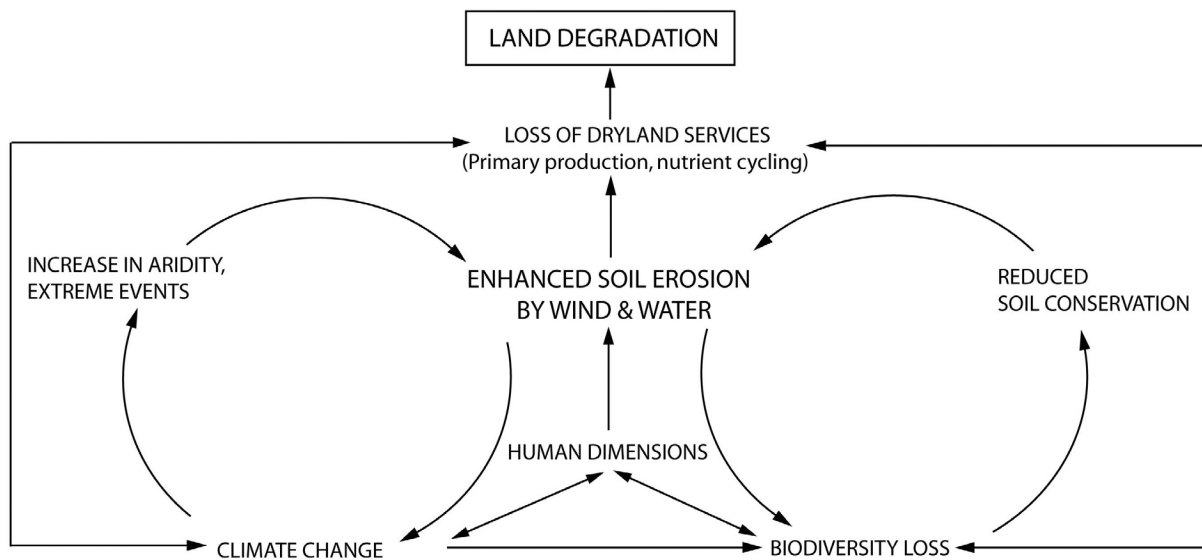 LAND DEGRADATION
LOSS OF DRYLAND SERVICES
(Primary production, nutrient cycling)
INCREASE IN ARIDITY,
EXTREME EVENTS
ENHANCED SOIL EROSION
BY WIND & WATER
REDUCED
SOIL CONSERVATION
HUMAN DIMENSIONS
CLIMATE CHANGE
BIODIVERSITY LOSS